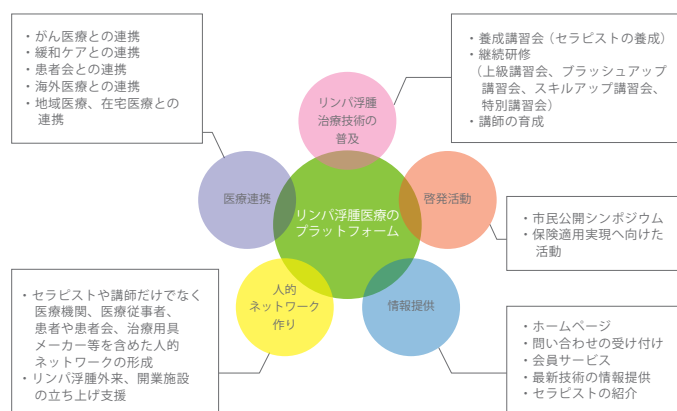 ・がん医療との連携
・緩和ケアとの連携
・患者会との連携
・海外医療との連携
・地域医療、在宅医療との
連携
・養成講習会（セラピストの養成）
・継続研修
（上級講習会、ブラッシュアップ
講習会、スキルアップ講習会、
特別講習会）
・講師の育成
リンパ浮腫
治療技術の
普及
医療連携
啓発活動
リンパ浮腫医療の
プラットフォーム
・市民公開シンポジウム
・保険適用実現へ向けた
活動
人的
ネットワーク
作り
情報提供
・セラピストや講師だけでなく
医療機関、医療従事者、
患者や患者会、治療用具
メーカー等を含めた人的
ネットワークの形成
・リンパ浮腫外来、開業施設
の立ち上げ支援
・ホームページ
・問い合わせの受け付け
・会員サービス
・最新技術の情報提供
・セラピストの紹介